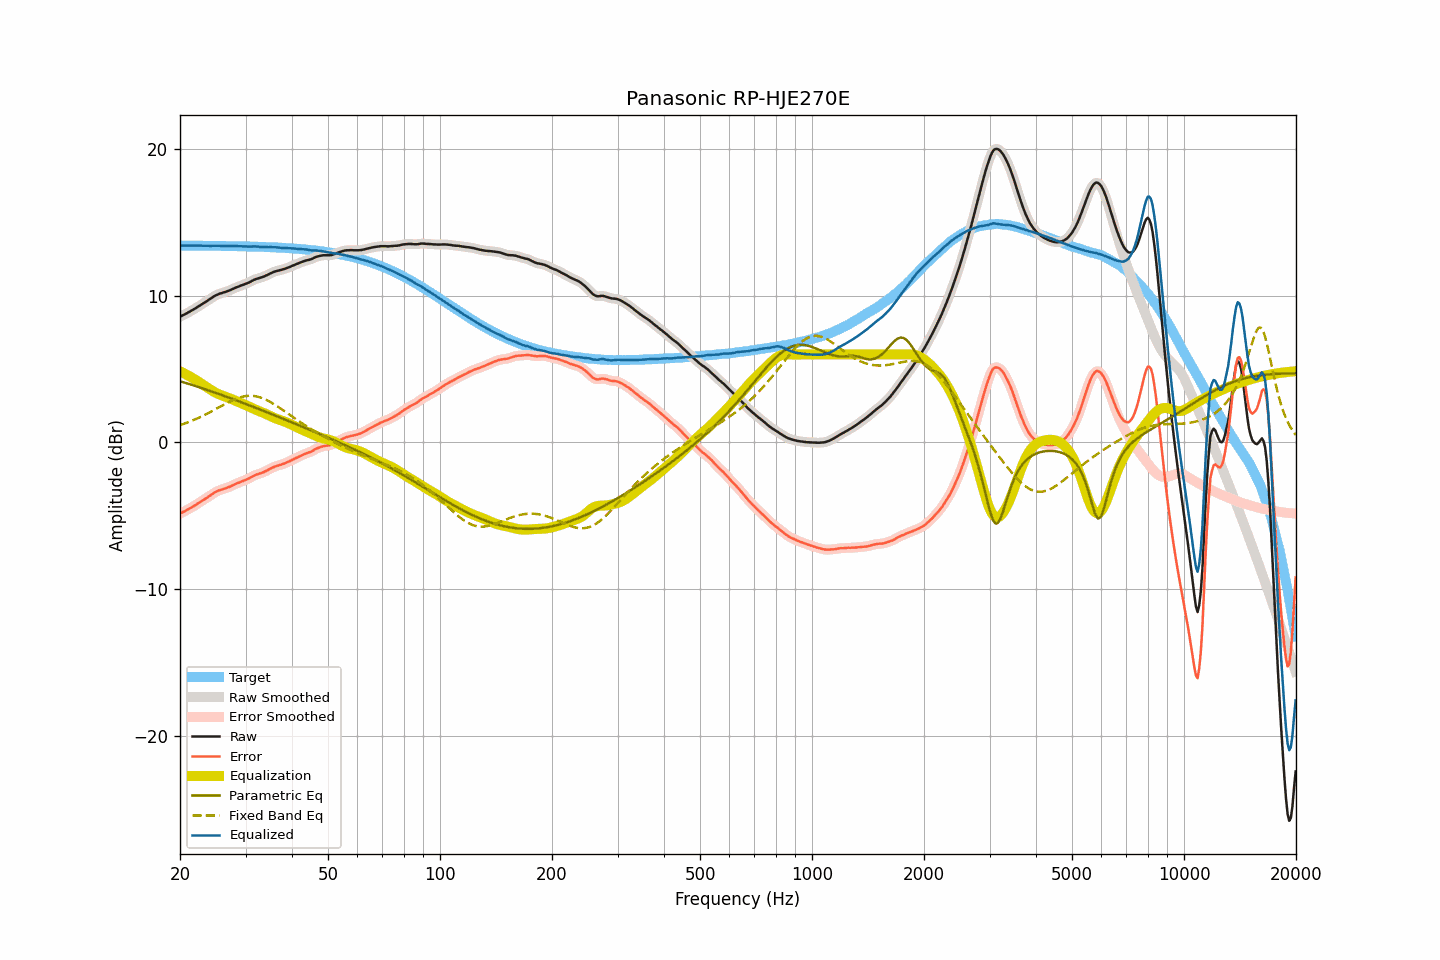 Panasonic RP-HJE270E
Amplitude (dBr)
20
10
0
−10
−20
Target
Raw Smoothed
Error Smoothed
Raw
Error
Equalization
Parametric Eq
Fixed Band Eq
Equalized
20 50 100 200 500 1000 2000 5000 10000 20000
Frequency (Hz)